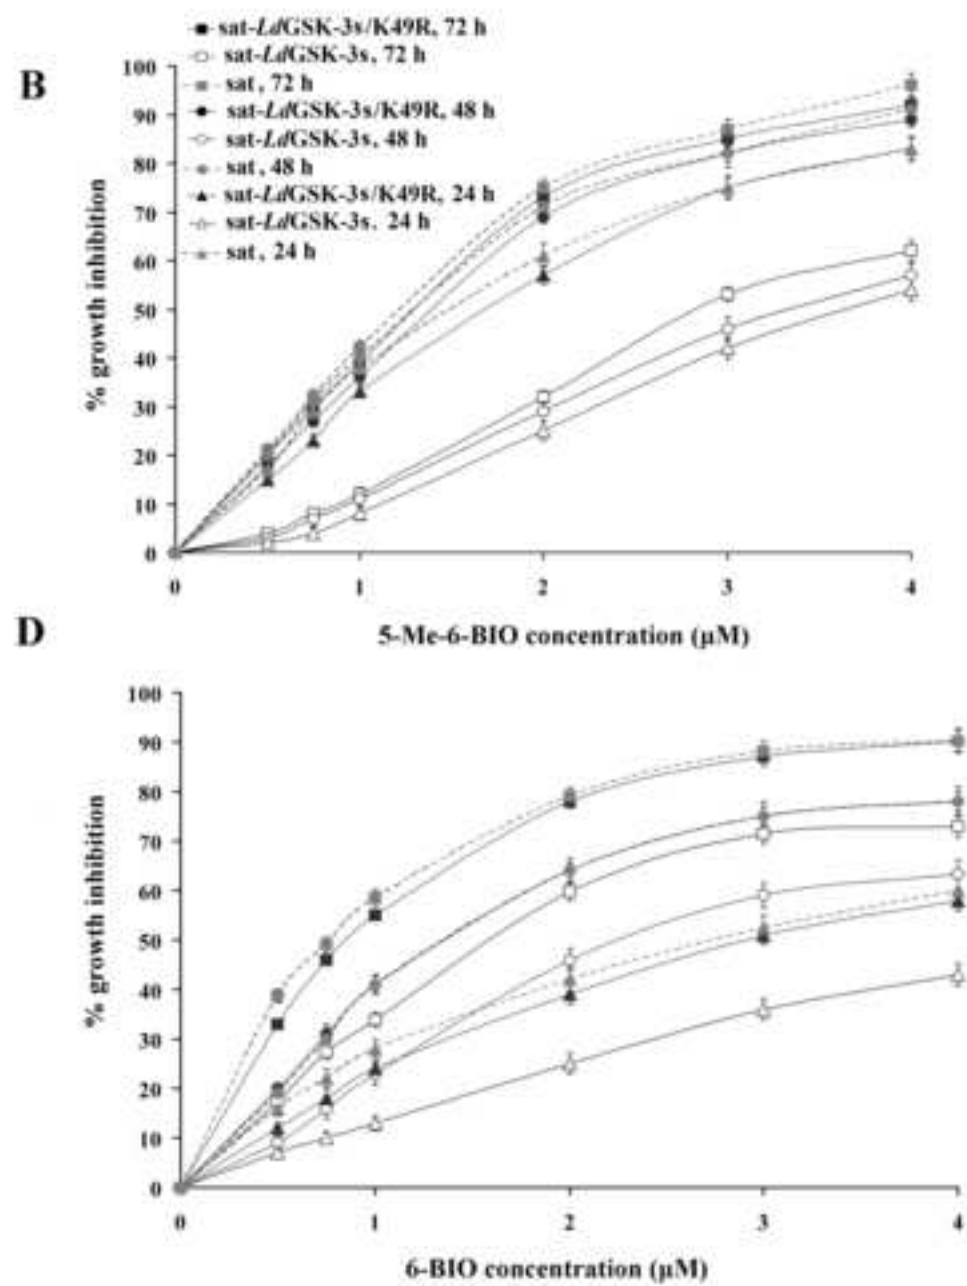 B
sat-LdGSK-3s/K49R, 72 h
sat-LdGSK-3s, 72 h
sat, 72 h
sat-LdGSK-3s/K49R, 48 h
sat-LdGSK-3s, 48 h
sat, 48 h
sat-LdGSK-3s/K49R, 24 h
sat-LdGSK-3s, 24 h
sat, 24 h
% growth inhibition
100
90
80
70
60
50
40
30
20
10
0
0 1 2 3 4
5-Me-6-BIO concentration (µM)
D
% growth inhibition
100
90
80
70
60
50
40
30
20
10
0
0 1 2 3 4
6-BIO concentration (µM)